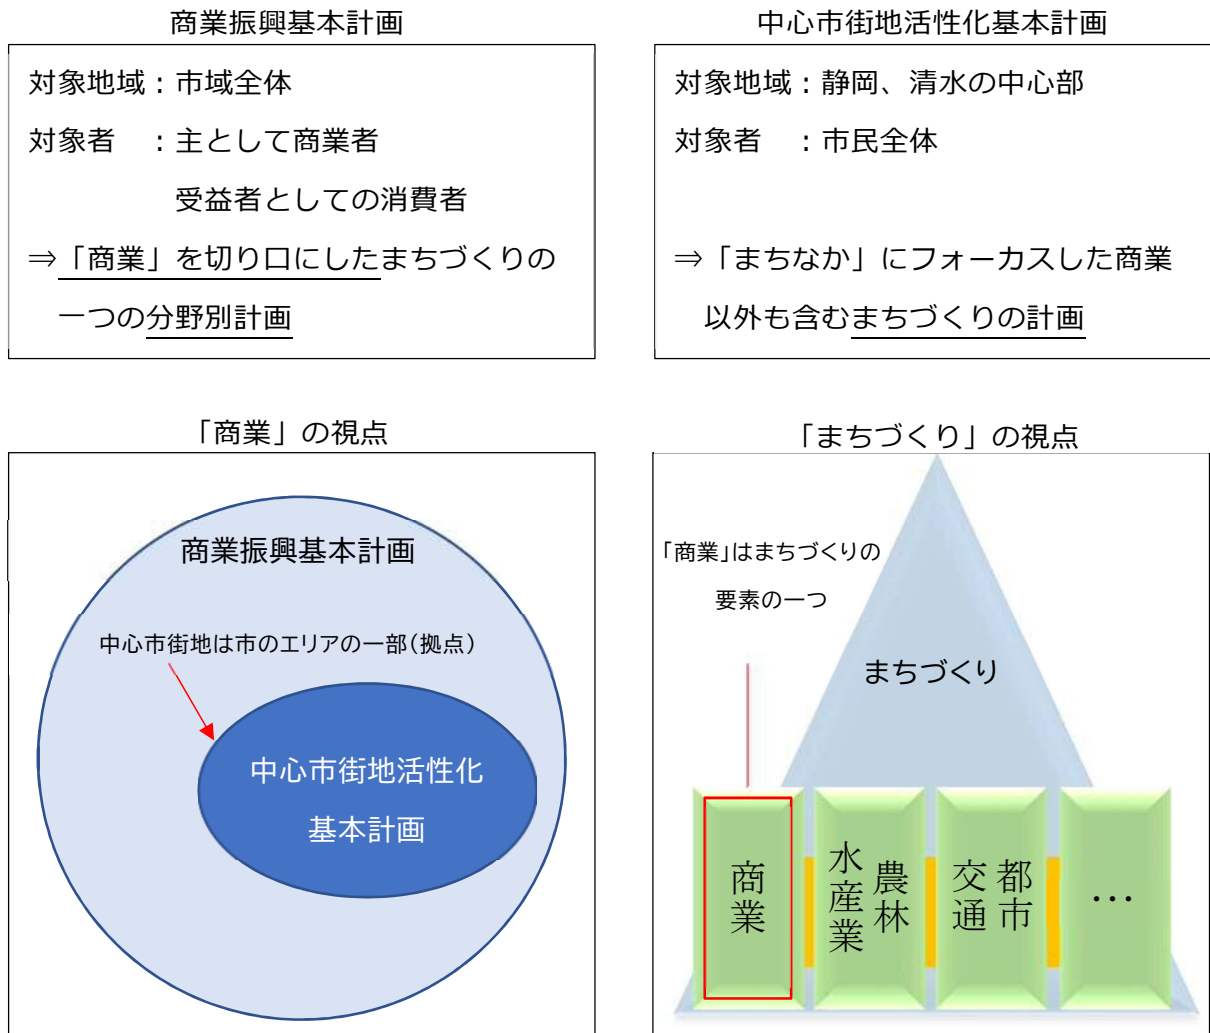 商業振興基本計画
対象地域：市域全体
対象者　：主として商業者
受益者としての消費者
⇒「商業」を切り口にしたまちづくりの
一つの分野別計画
中心市街地活性化基本計画
対象地域：静岡、清水の中心部
対象者　：市民全体
⇒「まちなか」にフォーカスした商業
以外も含むまちづくりの計画
「商業」の視点
商業振興基本計画
中心市街地は市のエリアの一部（拠点）
中心市街地活性化
基本計画
「まちづくり」の視点
「商業」はまちづくりの
要素の一つ
まちづくり
商業
農林
水産業
都市
交通
…